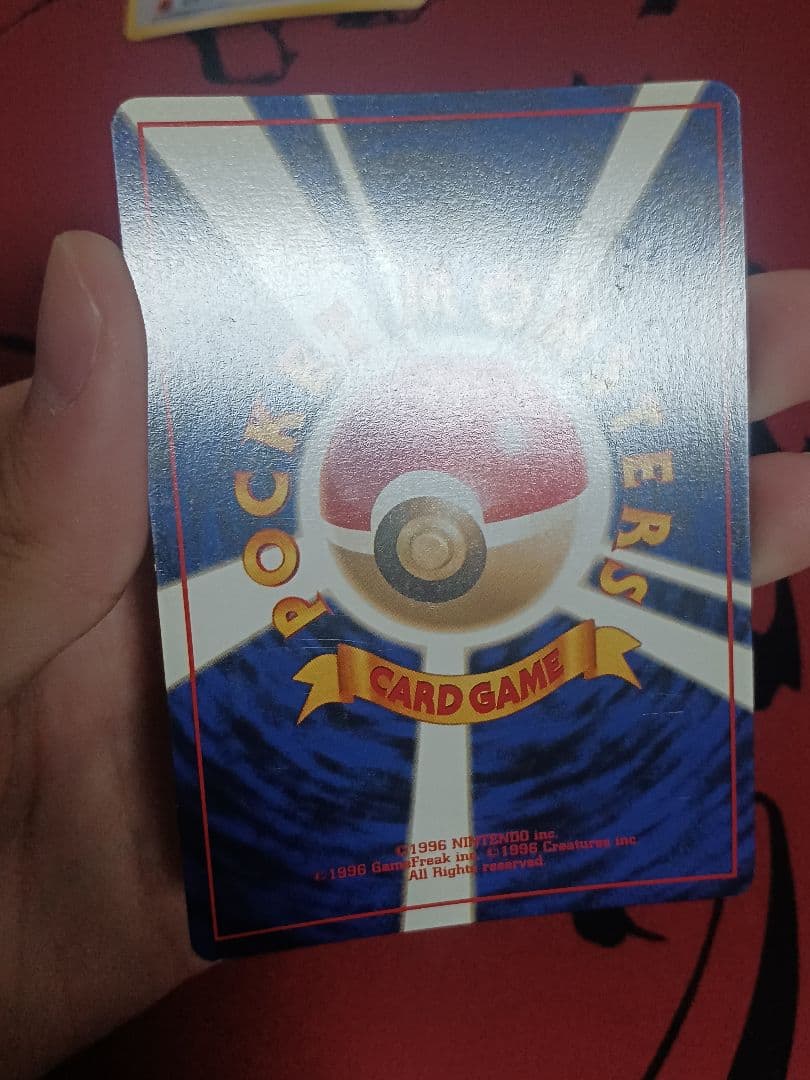 POCKET MONSTERS
CARD GAME
©1996 NINTENDO inc.
©1996 GameFreak inc. ©1996 Creatures inc.
All Rights reserved.